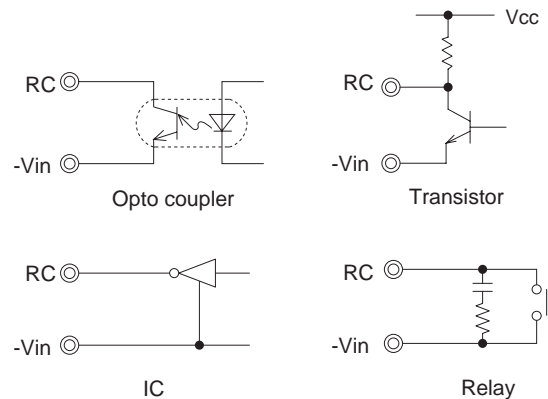 Vcc
RC
RC
-Vin
-Vin
Opto coupler
Transistor
RC
RC
-Vin
-Vin
IC
Relay